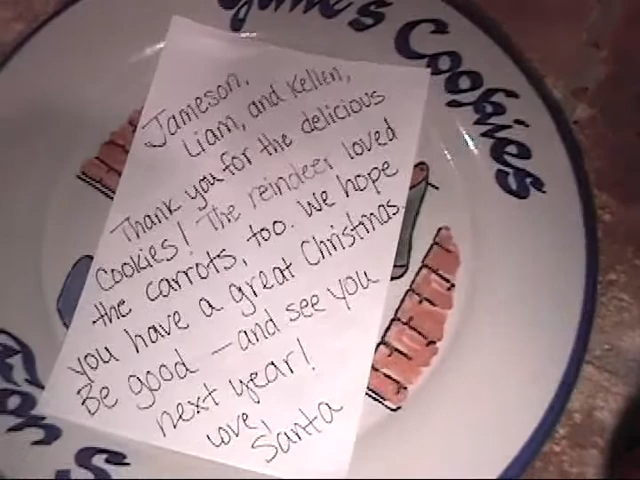 Cookies
Jameson,
Liam, and Kellen,
Thank you for the delicious
cookies! The reindeer loved
the carrots, too. We hope
you have a great Christmas.
Be good – and see you
next year!
Love,
Santa
For S